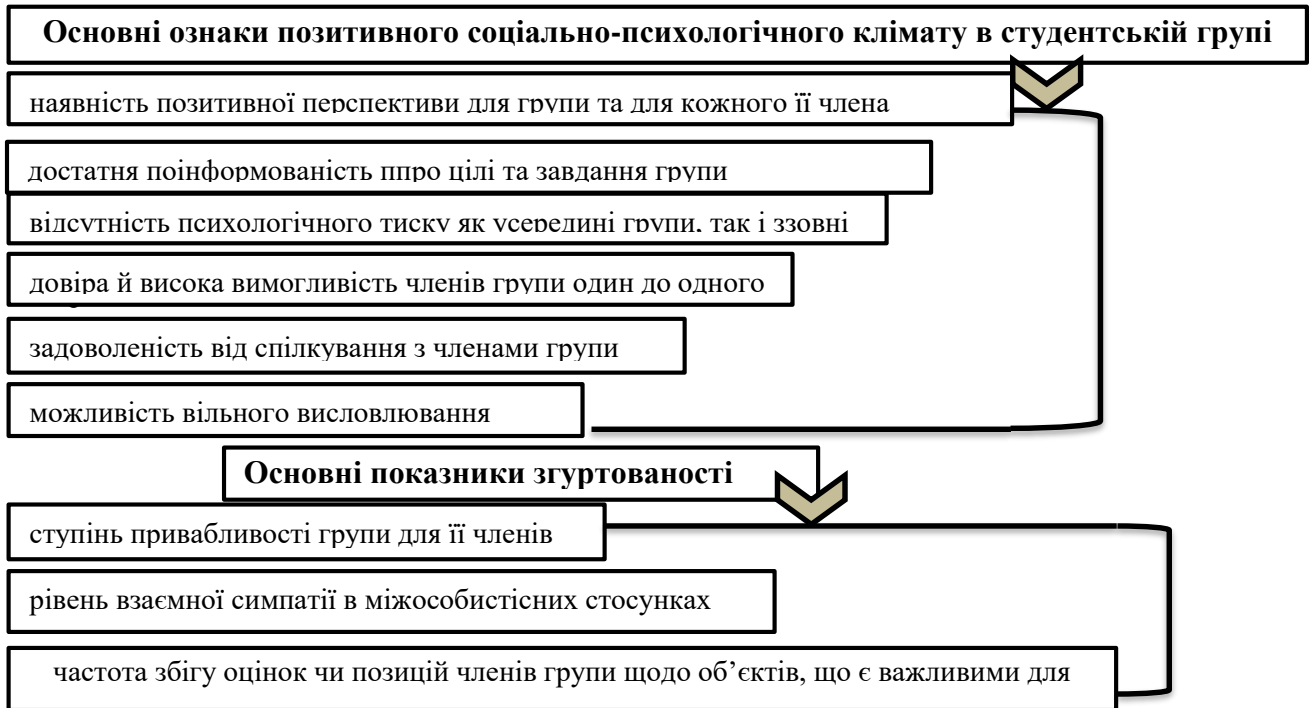 Основні ознаки позитивного соціально-психологічного клімату в студентській групі
наявність позитивної перспективи для групи та для кожного її члена
достатня поінформованість ппро цілі та завдання групи
відсутність психологічного тиску як усередині групи, так і ззовні
довіра й висока вимогливість членів групи один до одного
задоволеність від спілкування з членами групи
можливість вільного висловлювання
Основні показники згуртованості
ступінь привабливості групи для її членів
рівень взаємної симпатії в міжособистісних стосунках
частота збігу оцінок чи позицій членів групи щодо об’єктів, що є важливими для